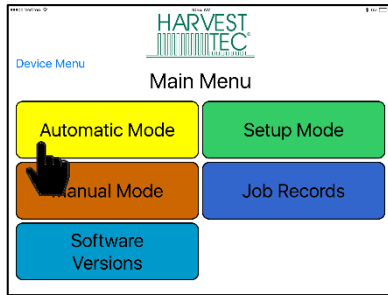 HARVEST
TEC
Device Menu
Main Menu
Automatic Mode
Setup Mode
Manual Mode
Job Records
Software
Versions